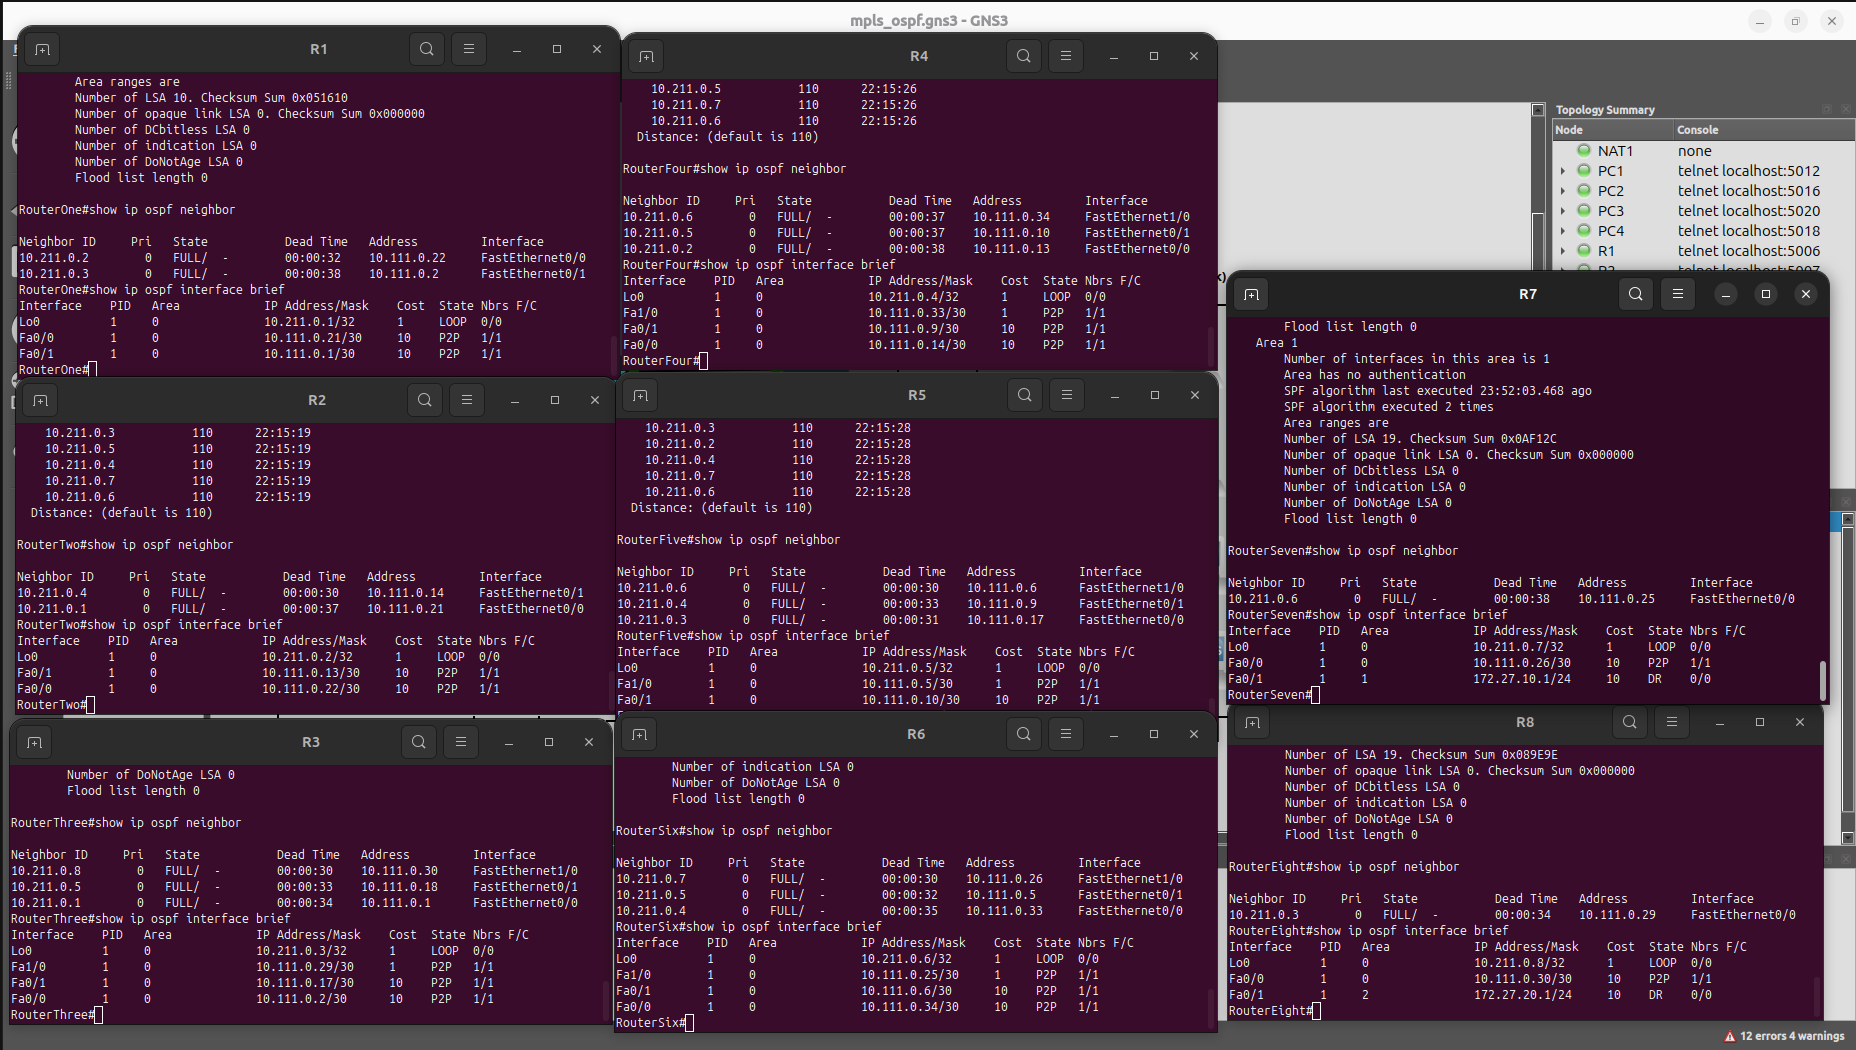 mpls_ospf.gns3 - GNS3
R1
Area ranges are
Number of LSA 10. Checksum Sum 0x051610
Number of opaque link LSA 0. Checksum Sum 0x000000
Number of DCbitless LSA 0
Number of indication LSA 0
Number of DoNotAge LSA 0
Flood list length 0
RouterOne#show ip ospf neighbor
Neighbor ID     Pri   State           Dead Time   Address         Interface
10.211.0.2        0   FULL/  -        00:00:32    10.111.0.22     FastEthernet0/0
10.211.0.3        0   FULL/  -        00:00:38    10.111.0.2      FastEthernet0/1
RouterOne#show ip ospf interface brief
Interface    PID   Area            IP Address/Mask    Cost  State Nbrs F/C
Lo0          1     0               10.211.0.1/32      1     LOOP  0/0
Fa0/0        1     0               10.111.0.21/30     10    P2P   1/1
Fa0/1        1     0               10.111.0.1/30      10    P2P   1/1
RouterOne#
R2
10.211.0.3           110      22:15:19
10.211.0.5           110      22:15:19
10.211.0.4           110      22:15:19
10.211.0.7           110      22:15:19
10.211.0.6           110      22:15:19
Distance: (default is 110)
RouterTwo#show ip ospf neighbor
Neighbor ID     Pri   State           Dead Time   Address         Interface
10.211.0.4        0   FULL/  -        00:00:30    10.111.0.14     FastEthernet0/1
10.211.0.1        0   FULL/  -        00:00:37    10.111.0.21     FastEthernet0/0
RouterTwo#show ip ospf interface brief
Interface    PID   Area            IP Address/Mask    Cost  State Nbrs F/C
Lo0          1     0               10.211.0.2/32      1     LOOP  0/0
Fa0/1        1     0               10.111.0.13/30     10    P2P   1/1
Fa0/0        1     0               10.111.0.22/30     10    P2P   1/1
RouterTwo#
R3
Number of DoNotAge LSA 0
Flood list length 0
RouterThree#show ip ospf neighbor
Neighbor ID     Pri   State           Dead Time   Address         Interface
10.211.0.8        0   FULL/  -        00:00:30    10.111.0.30     FastEthernet1/0
10.211.0.5        0   FULL/  -        00:00:33    10.111.0.18     FastEthernet0/1
10.211.0.1        0   FULL/  -        00:00:34    10.111.0.1      FastEthernet0/0
RouterThree#show ip ospf interface brief
Interface    PID   Area            IP Address/Mask    Cost  State Nbrs F/C
Lo0          1     0               10.211.0.3/32      1     LOOP  0/0
Fa1/0        1     0               10.111.0.29/30     1     P2P   1/1
Fa0/1        1     0               10.111.0.17/30     10    P2P   1/1
Fa0/0        1     0               10.111.0.2/30      10    P2P   1/1
RouterThree#
R4
10.211.0.5           110      22:15:26
10.211.0.7           110      22:15:26
10.211.0.6           110      22:15:26
Distance: (default is 110)
RouterFour#show ip ospf neighbor
Neighbor ID     Pri   State           Dead Time   Address         Interface
10.211.0.6        0   FULL/  -        00:00:37    10.111.0.34     FastEthernet1/0
10.211.0.5        0   FULL/  -        00:00:37    10.111.0.10     FastEthernet0/1
10.211.0.2        0   FULL/  -        00:00:38    10.111.0.13     FastEthernet0/0
RouterFour#show ip ospf interface brief
Interface    PID   Area            IP Address/Mask    Cost  State Nbrs F/C
Lo0          1     0               10.211.0.4/32      1     LOOP  0/0
Fa1/0        1     0               10.111.0.33/30     1     P2P   1/1
Fa0/1        1     0               10.111.0.9/30      10    P2P   1/1
Fa0/0        1     0               10.111.0.14/30     10    P2P   1/1
RouterFour#
R5
10.211.0.3           110      22:15:28
10.211.0.2           110      22:15:28
10.211.0.4           110      22:15:28
10.211.0.7           110      22:15:28
10.211.0.6           110      22:15:28
Distance: (default is 110)
RouterFive#show ip ospf neighbor
Neighbor ID     Pri   State           Dead Time   Address         Interface
10.211.0.6        0   FULL/  -        00:00:30    10.111.0.6      FastEthernet1/0
10.211.0.4        0   FULL/  -        00:00:33    10.111.0.9      FastEthernet0/1
10.211.0.3        0   FULL/  -        00:00:31    10.111.0.17     FastEthernet0/0
RouterFive#show ip ospf interface brief
Interface    PID   Area            IP Address/Mask    Cost  State Nbrs F/C
Lo0          1     0               10.211.0.5/32      1     LOOP  0/0
Fa1/0        1     0               10.111.0.5/30      1     P2P   1/1
Fa0/1        1     0               10.111.0.10/30     10    P2P   1/1
R6
Number of indication LSA 0
Number of DoNotAge LSA 0
Flood list length 0
RouterSix#show ip ospf neighbor
Neighbor ID     Pri   State           Dead Time   Address         Interface
10.211.0.7        0   FULL/  -        00:00:30    10.111.0.26     FastEthernet1/0
10.211.0.5        0   FULL/  -        00:00:32    10.111.0.5      FastEthernet0/1
10.211.0.4        0   FULL/  -        00:00:35    10.111.0.33     FastEthernet0/0
RouterSix#show ip ospf interface brief
Interface    PID   Area            IP Address/Mask    Cost  State Nbrs F/C
Lo0          1     0               10.211.0.6/32      1     LOOP  0/0
Fa1/0        1     0               10.111.0.25/30     1     P2P   1/1
Fa0/1        1     0               10.111.0.6/30      10    P2P   1/1
Fa0/0        1     0               10.111.0.34/30     10    P2P   1/1
RouterSix#
Topology Summary
Node Console
NAT1 none
PC1 telnet localhost:5012
PC2 telnet localhost:5016
PC3 telnet localhost:5020
PC4 telnet localhost:5018
R1 telnet localhost:5006
R7
Flood list length 0
Area 1
Number of interfaces in this area is 1
Area has no authentication
SPF algorithm last executed 23:52:03.468 ago
SPF algorithm executed 2 times
Area ranges are
Number of LSA 19. Checksum Sum 0x0AF12C
Number of opaque link LSA 0. Checksum Sum 0x000000
Number of DCbitless LSA 0
Number of indication LSA 0
Number of DoNotAge LSA 0
Flood list length 0
RouterSeven#show ip ospf neighbor
Neighbor ID     Pri   State           Dead Time   Address         Interface
10.211.0.6        0   FULL/  -        00:00:38    10.111.0.25     FastEthernet0/0
RouterSeven#show ip ospf interface brief
Interface    PID   Area            IP Address/Mask    Cost  State Nbrs F/C
Lo0          1     0               10.211.0.7/32      1     LOOP  0/0
Fa0/0        1     0               10.111.0.26/30     10    P2P   1/1
Fa0/1        1     1               172.27.10.1/24     10    DR    0/0
RouterSeven#
R8
Number of LSA 19. Checksum Sum 0x089E9E
Number of opaque link LSA 0. Checksum Sum 0x000000
Number of DCbitless LSA 0
Number of indication LSA 0
Number of DoNotAge LSA 0
Flood list length 0
RouterEight#show ip ospf neighbor
Neighbor ID     Pri   State           Dead Time   Address         Interface
10.211.0.3        0   FULL/  -        00:00:34    10.111.0.29     FastEthernet0/0
RouterEight#show ip ospf interface brief
Interface    PID   Area            IP Address/Mask    Cost  State Nbrs F/C
Lo0          1     0               10.211.0.8/32      1     LOOP  0/0
Fa0/0        1     0               10.111.0.30/30     10    P2P   1/1
Fa0/1        1     2               172.27.20.1/24     10    DR    0/0
RouterEight#
12 errors 4 warnings